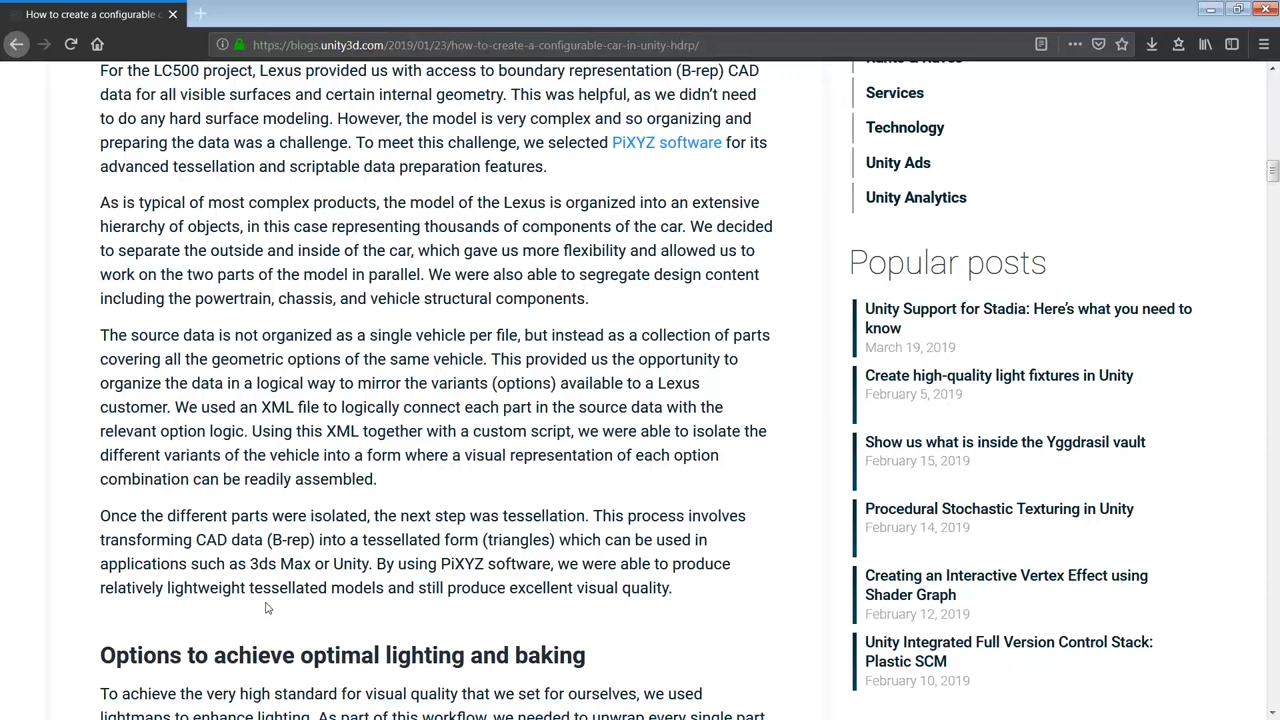 How to create a configurable c
https://blogs.unity3d.com/2019/01/23/how-to-create-a-configurable-car-in-unity-hdrp/
For the LC500 project, Lexus provided us with access to boundary representation (B-rep) CAD
data for all visible surfaces and certain internal geometry. This was helpful, as we didn’t need
to do any hard surface modeling. However, the model is very complex and so organizing and
preparing the data was a challenge. To meet this challenge, we selected PiXYZ software for its
advanced tessellation and scriptable data preparation features.
As is typical of most complex products, the model of the Lexus is organized into an extensive
hierarchy of objects, in this case representing thousands of components of the car. We decided
to separate the outside and inside of the car, which gave us more flexibility and allowed us to
work on the two parts of the model in parallel. We were also able to segregate design content
including the powertrain, chassis, and vehicle structural components.
The source data is not organized as a single vehicle per file, but instead as a collection of parts
covering all the geometric options of the same vehicle. This provided us the opportunity to
organize the data in a logical way to mirror the variants (options) available to a Lexus
customer. We used an XML file to logically connect each part in the source data with the
relevant option logic. Using this XML together with a custom script, we were able to isolate the
different variants of the vehicle into a form where a visual representation of each option
combination can be readily assembled.
Once the different parts were isolated, the next step was tessellation. This process involves
transforming CAD data (B-rep) into a tessellated form (triangles) which can be used in
applications such as 3ds Max or Unity. By using PiXYZ software, we were able to produce
relatively lightweight tessellated models and still produce excellent visual quality.
Options to achieve optimal lighting and baking
To achieve the very high standard for visual quality that we set for ourselves, we used
lightmaps to enhance lighting. As part of this workflow, we needed to unwrap every single part
Services
Technology
Unity Ads
Unity Analytics
Popular posts
Unity Support for Stadia: Here’s what you need to
know
March 19, 2019
Create high-quality light fixtures in Unity
February 5, 2019
Show us what is inside the Yggdrasil vault
February 15, 2019
Procedural Stochastic Texturing in Unity
February 14, 2019
Creating an Interactive Vertex Effect using
Shader Graph
February 12, 2019
Unity Integrated Full Version Control Stack:
Plastic SCM
February 10, 2019